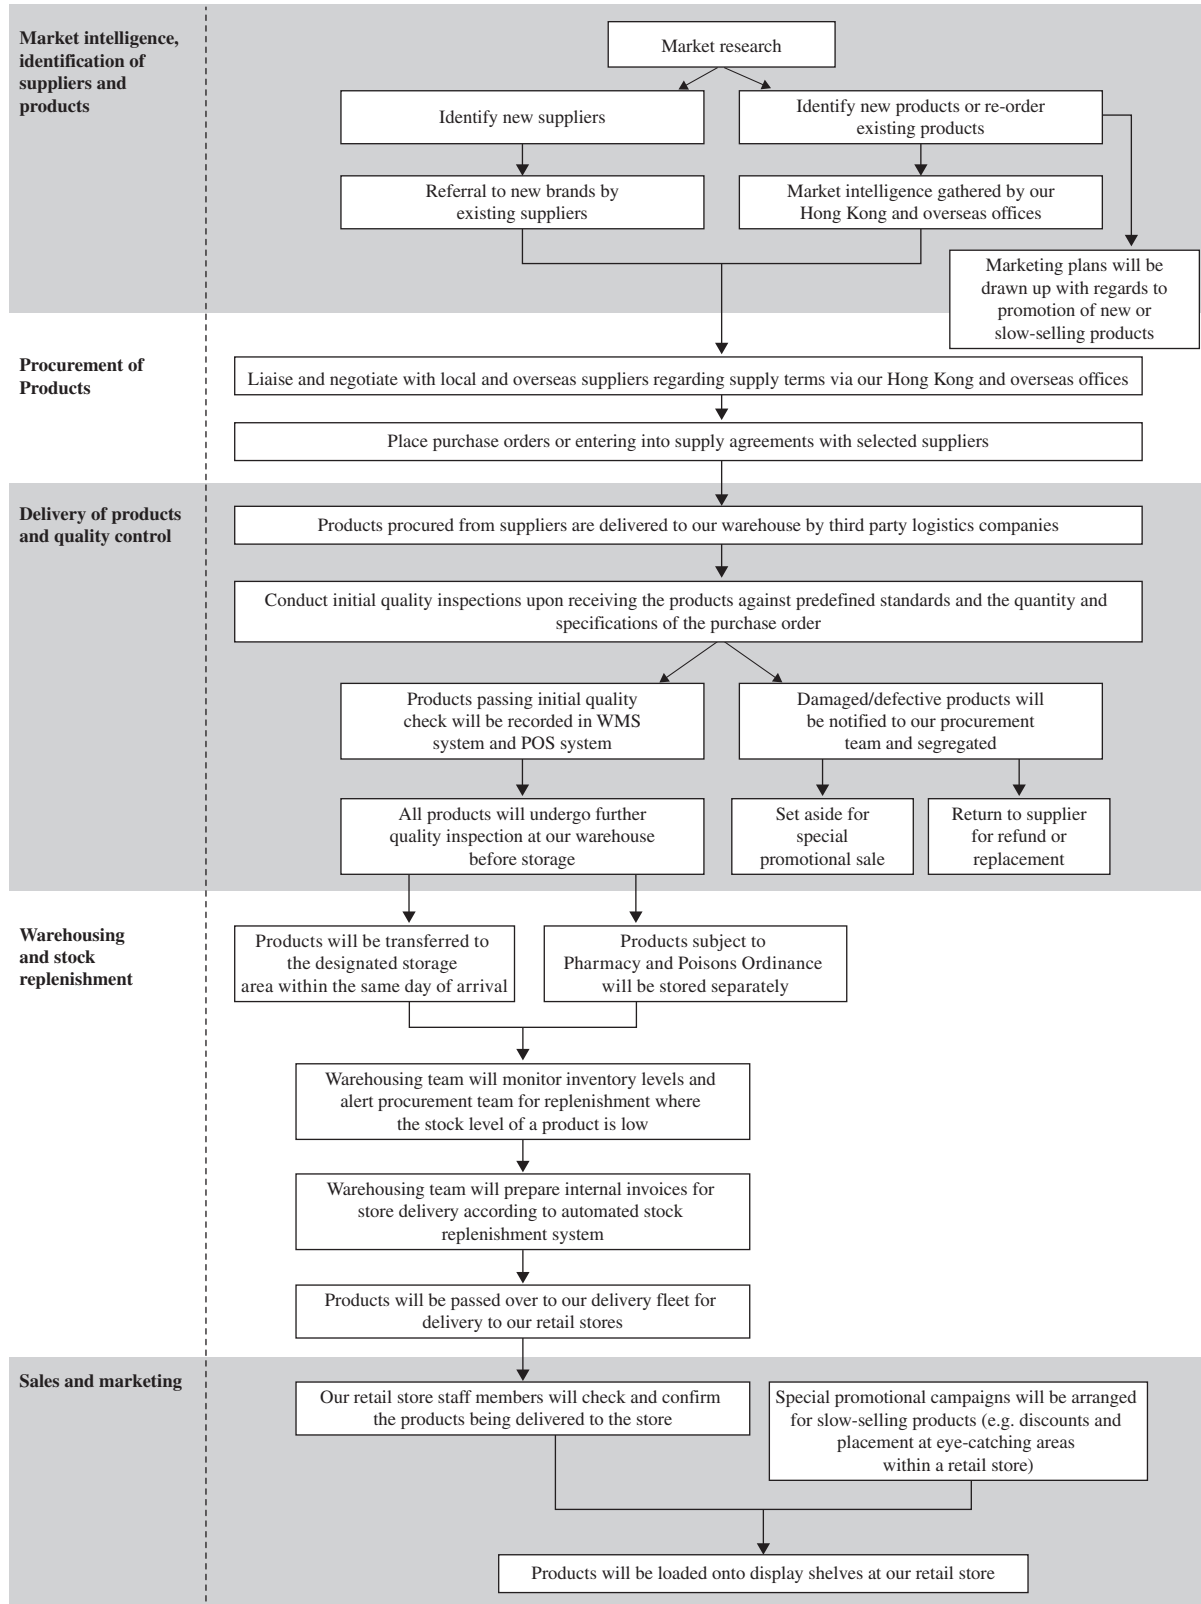 Market intelligence,
identification of
suppliers and
products
Market research
Identify new suppliers
Identify new products or re-order
existing products
Referral to new brands by
existing suppliers
Market intelligence gathered by our
Hong Kong and overseas offices
Marketing plans will be
drawn up with regards to
promotion of new or
slow-selling products
Procurement of
Products
Liaise and negotiate with local and overseas suppliers regarding supply terms via our Hong Kong and overseas offices
Place purchase orders or entering into supply agreements with selected suppliers
Delivery of products
and quality control
Products procured from suppliers are delivered to our warehouse by third party logistics companies
Conduct initial quality inspections upon receiving the products against predefined standards and the quantity and
specifications of the purchase order
Products passing initial quality
check will be recorded in WMS
system and POS system
Damaged/defective products will
be notified to our procurement
team and segregated
All products will undergo further
quality inspection at our warehouse
before storage
Set aside for
special
promotional sale
Return to supplier
for refund or
replacement
Warehousing
and stock
replenishment
Products will be transferred to
the designated storage
area within the same day of arrival
Products subject to
Pharmacy and Poisons Ordinance
will be stored separately
Warehousing team will monitor inventory levels and
alert procurement team for replenishment where
the stock level of a product is low
Warehousing team will prepare internal invoices for
store delivery according to automated stock
replenishment system
Products will be passed over to our delivery fleet for
delivery to our retail stores
Sales and marketing
Our retail store staff members will check and confirm
the products being delivered to the store
Special promotional campaigns will be arranged
for slow-selling products (e.g. discounts and
placement at eye-catching areas
within a retail store)
Products will be loaded onto display shelves at our retail store